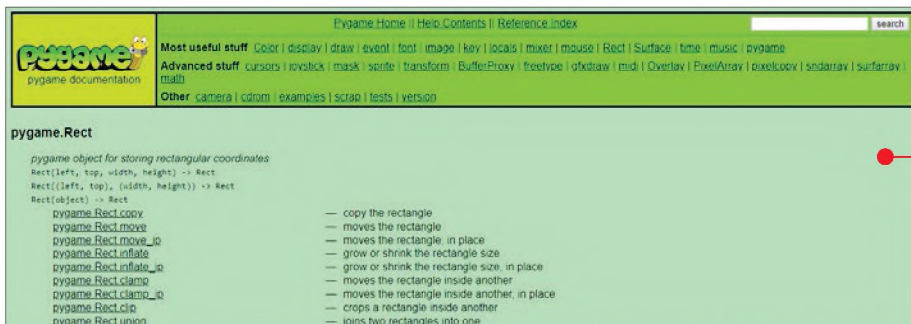 Pygame Home || Help Contents || Reference Index
search
pygame
pygame documentation
Most useful stuff Color | display | draw | event | font | image | key | locals | mixer | mouse | Rect | Surface | time | music | pygame
Advanced stuff cursors | joystick | mask | sprite | transform | BufferProxy | freetype | gfxdraw | midi | Overlay | PixelArray | pixelcopy | sndarray | surfarray |
math
Other camera | cdrom | examples | scrap | tests | version
pygame.Rect
pygame object for storing rectangular coordinates
Rect(left, top, width, height) -> Rect
Rect((left, top), (width, height)) -> Rect
Rect(object) -> Rect
pygame.Rect.copy — copy the rectangle
pygame.Rect.move — moves the rectangle
pygame.Rect.move_ip — moves the rectangle, in place
pygame.Rect.inflate — grow or shrink the rectangle size
pygame.Rect.inflate_ip — grow or shrink the rectangle size, in place
pygame.Rect.clamp — moves the rectangle inside another
pygame.Rect.clamp_ip — moves the rectangle inside another, in place
pygame.Rect.clip — crops a rectangle inside another
pygame.Rect.union — joins two rectangles into one